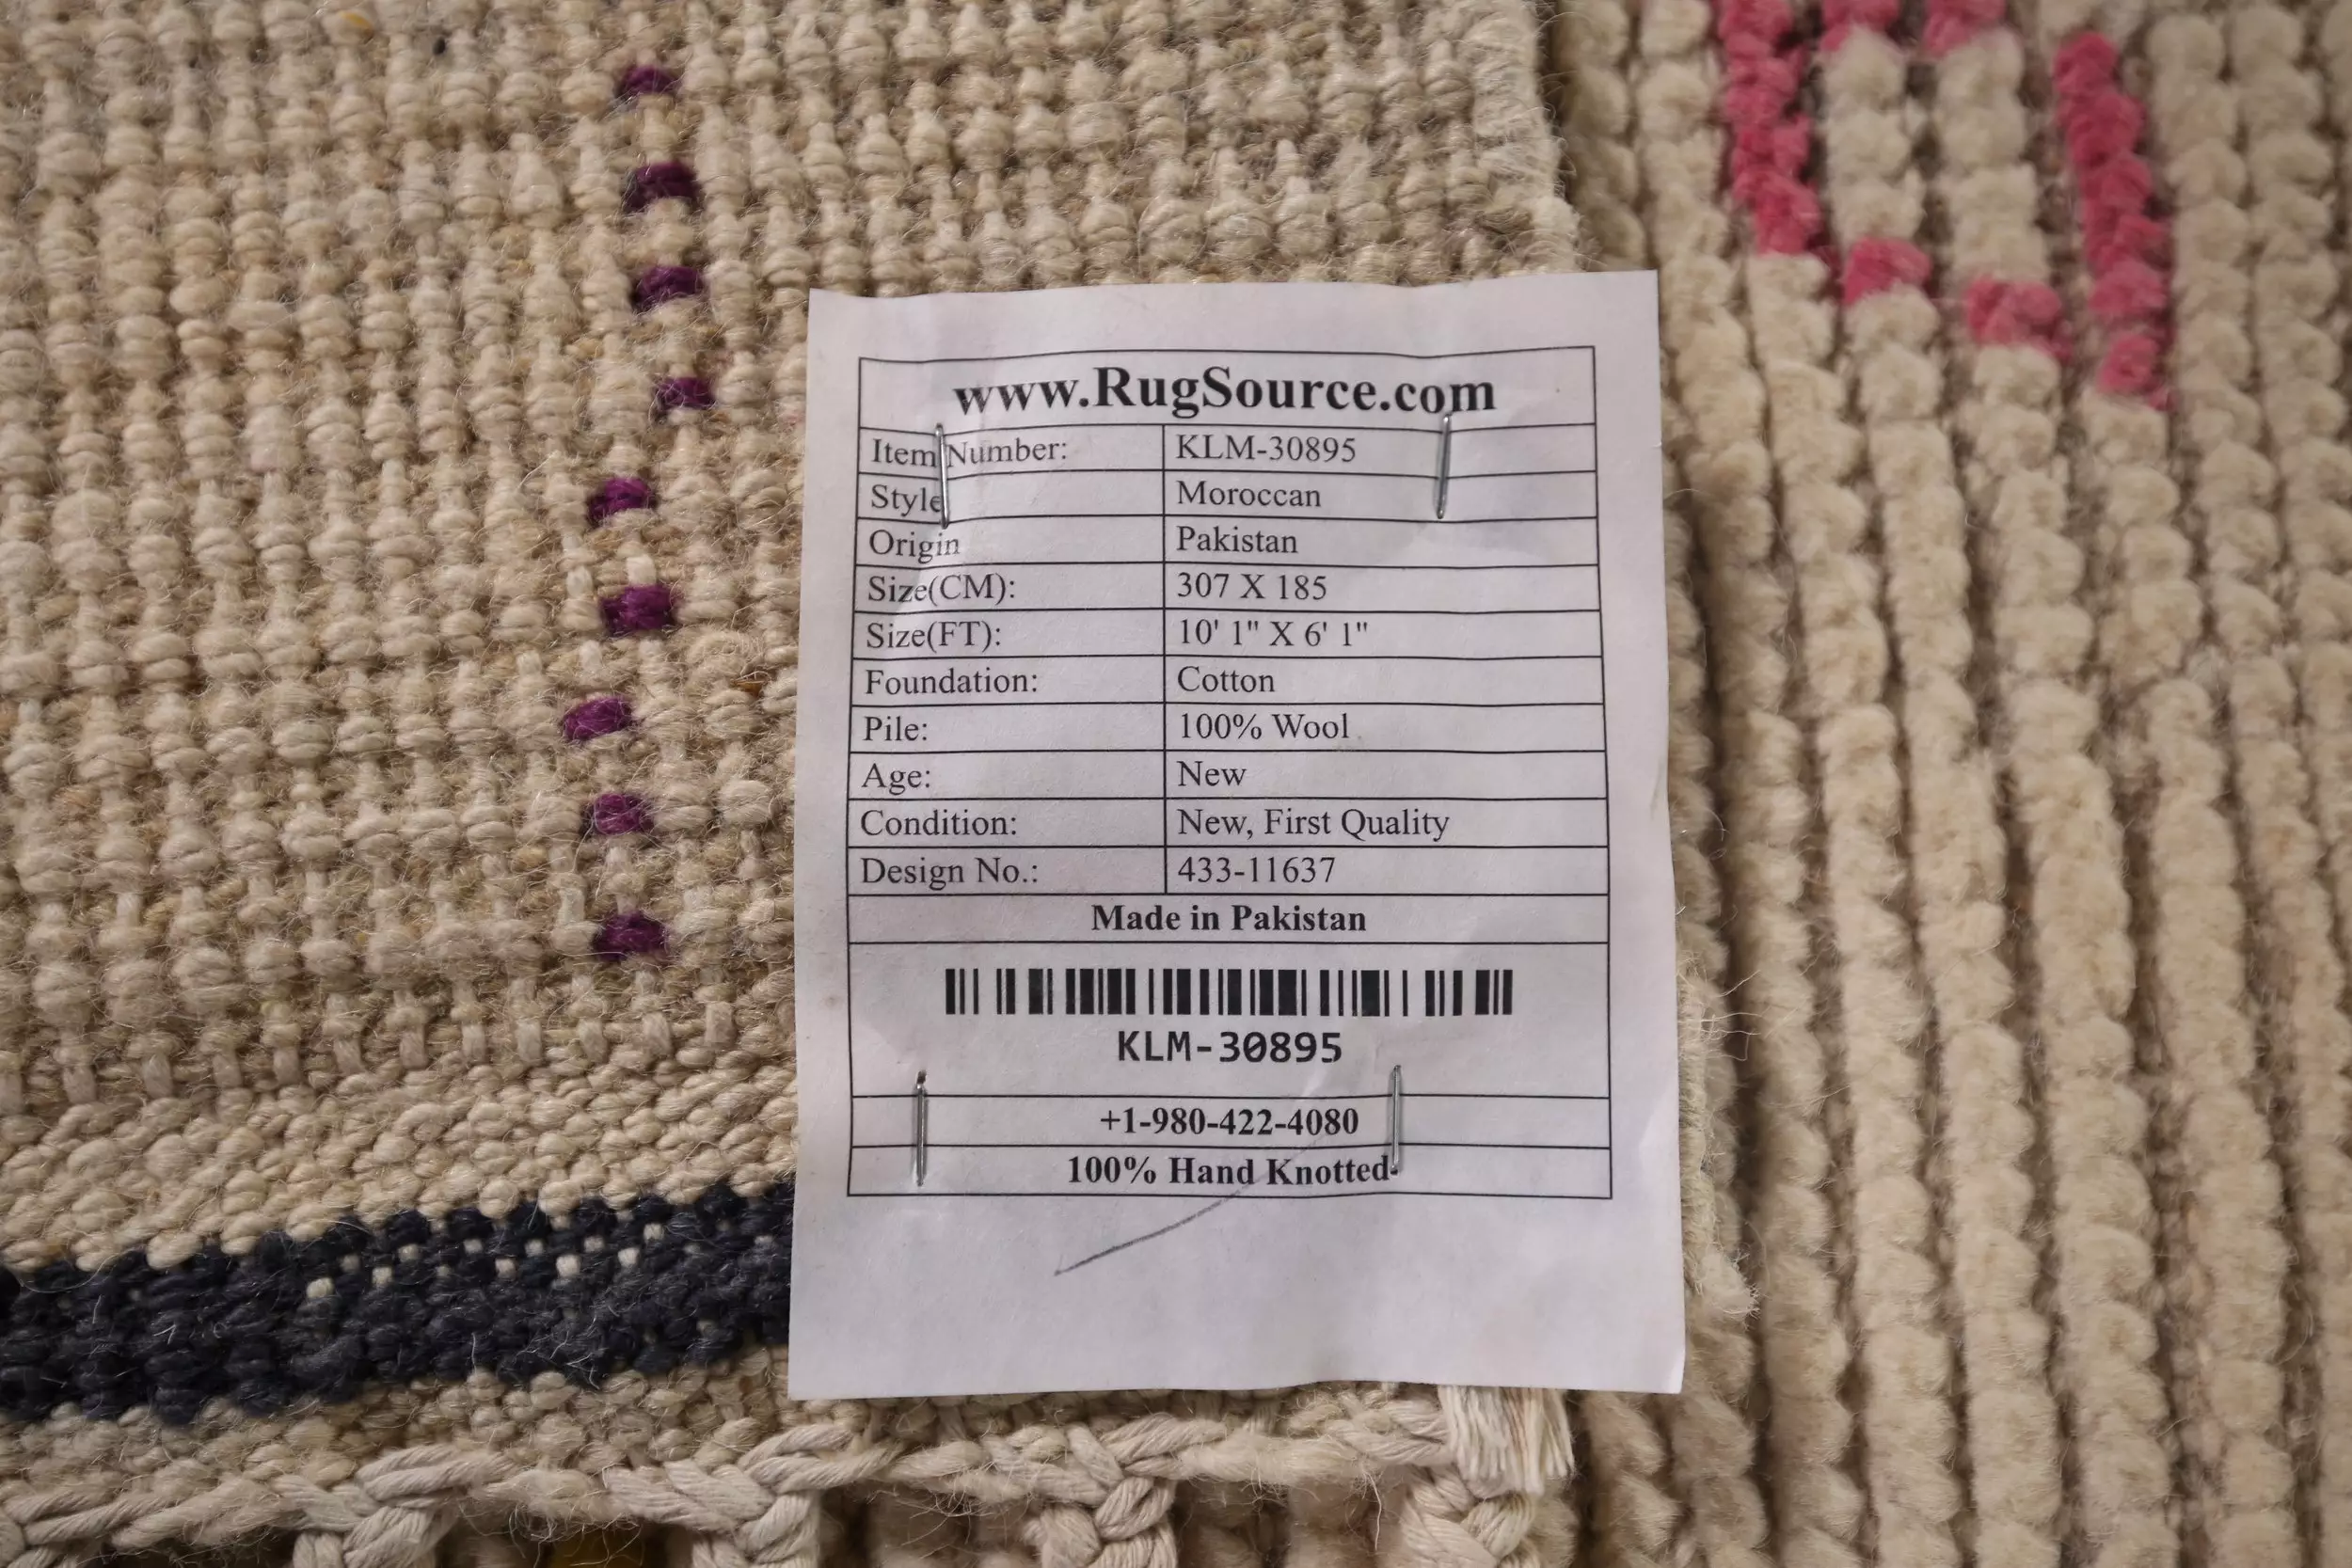 www.RugSource.com
Item Number: KLM-30895
Style Moroccan
Origin Pakistan
Size(CM): 307 X 185
Size(FT): 10' 1" X 6' 1"
Foundation: Cotton
Pile: 100% Wool
Age: New
Condition: New, First Quality
Design No.: 433-11637
Made in Pakistan
KLM-30895
+1-980-422-4080
100% Hand Knotted